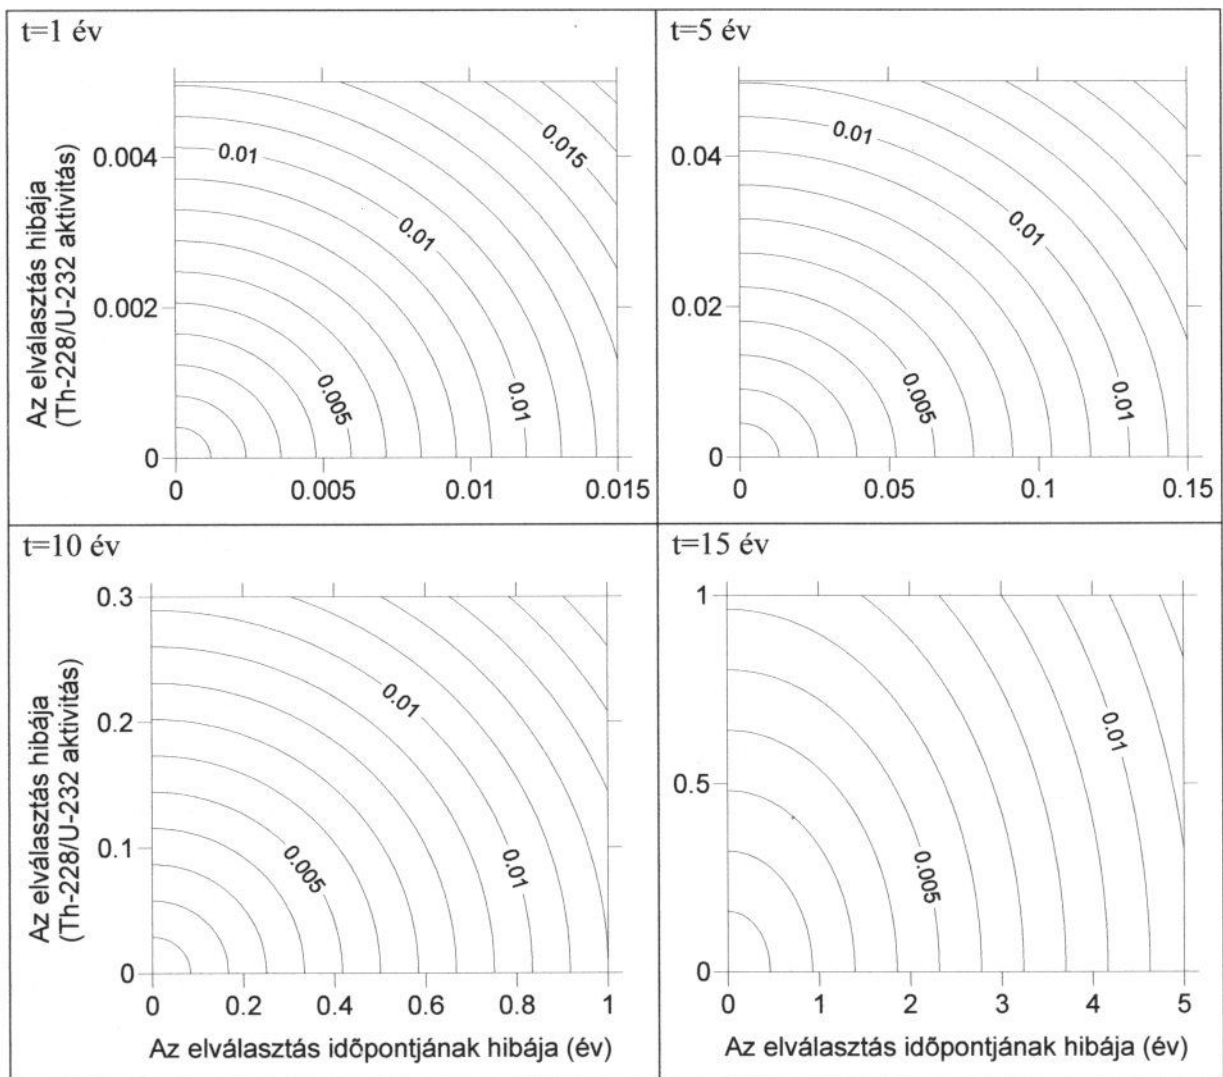 t=1 év
Az elválasztás hibája
(Th-228/U-232 aktivitás)
0.004
0.002
0
0.01
0.015
0.01
0.005
0.01
0 0.005 0.01 0.015
t=5 év
0.04
0.02
0
0.01
0.01
0.005
0.01
0 0.05 0.1 0.15
t=10 év
Az elválasztás hibája
(Th-228/U-232 aktivitás)
0.3
0.2
0.1
0
0.01
0.005
0.01
0 0.2 0.4 0.6 0.8 1
Az elválasztás idõpontjának hibája (év)
t=15 év
1
0.5
0
0.01
0.005
0 1 2 3 4 5
Az elválasztás idõpontjának hibája (év)